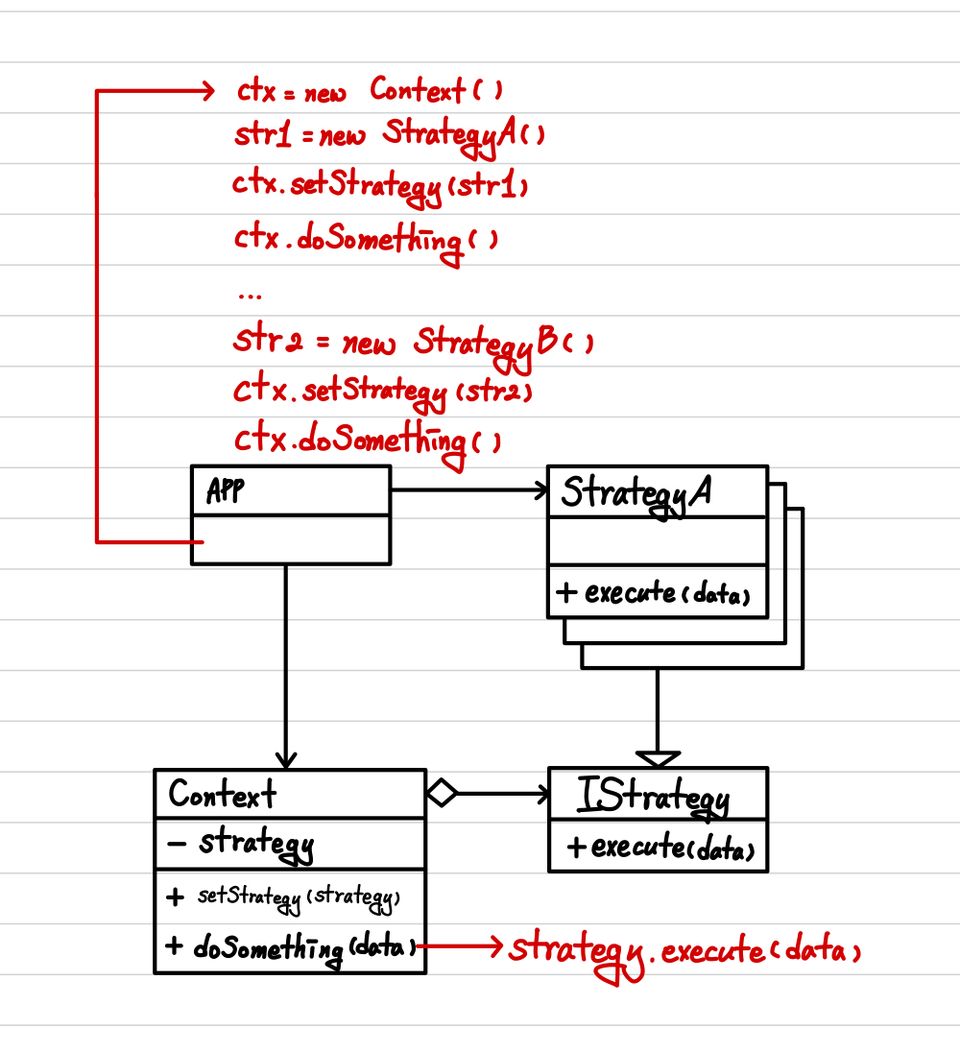 ctx = new Context()
str1 = new StrategyA()
ctx.setStrategy(str1)
ctx.doSomething()
...
str2 = new StrategyB()
ctx.setStrategy(str2)
ctx.doSomething()
APP
StrategyA
+ execute(data)
Context
- strategy
+ setStrategy(strategy)
+ doSomething(data)
IStrategy
+ execute(data)
strategy.execute(data)